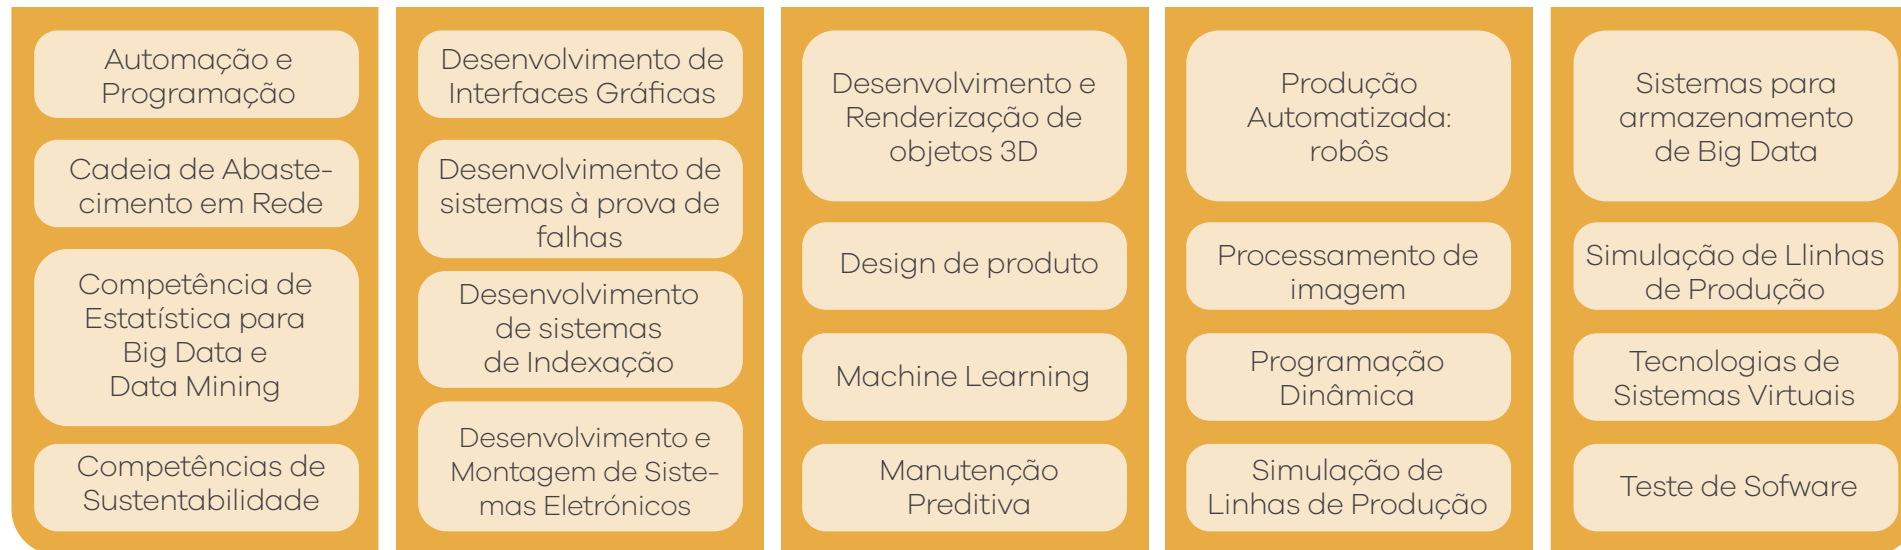 Automação e
Programação
Cadeia de Abaste-
cimento em Rede
Competência de
Estatística para
Big Data e
Data Mining
Competências de
Sustentabilidade
Desenvolvimento de
Interfaces Gráficas
Desenvolvimento de
sistemas à prova de
falhas
Desenvolvimento
de sistemas
de Indexação
Desenvolvimento e
Montagem de Siste-
mas Eletrónicos
Desenvolvimento e
Renderização de
objetos 3D
Design de produto
Machine Learning
Manutenção
Preditiva
Produção
Automatizada:
robôs
Processamento de
imagem
Programação
Dinâmica
Simulação de
Linhas de Produção
Sistemas para
armazenamento
de Big Data
Simulação de Llinhas
de Produção
Tecnologias de
Sistemas Virtuais
Teste de Sofware